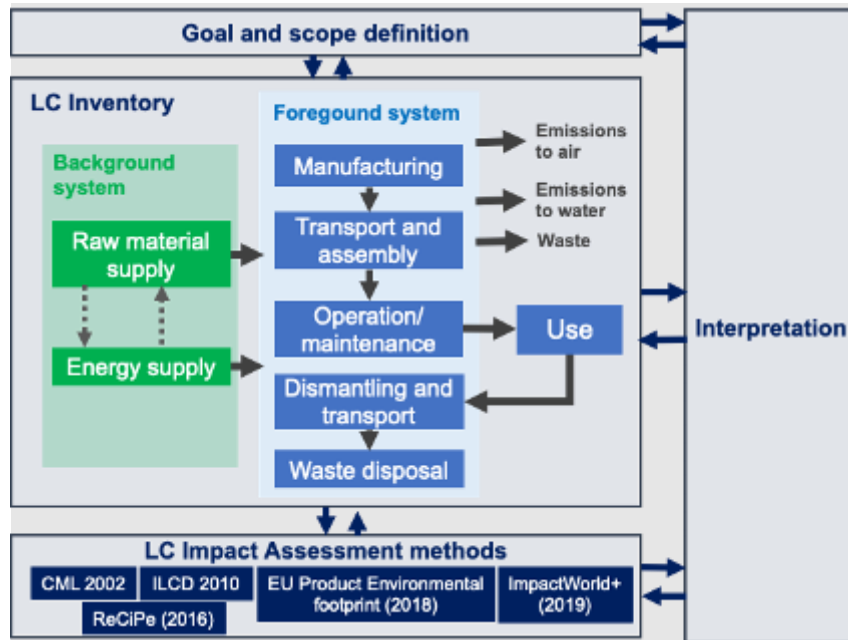 Goal and scope definition
LC Inventory
Foregound system
Background
system
Raw material
supply
Energy supply
Manufacturing
Transport and
assembly
Operation/
maintenance
Dismantling and
transport
Waste disposal
Use
Emissions
to air
Emissions
to water
Waste
Interpretation
LC Impact Assessment methods
CML 2002
ILCD 2010
ReCiPe (2016)
EU Product Environmental
footprint (2018)
ImpactWorld+
(2019)